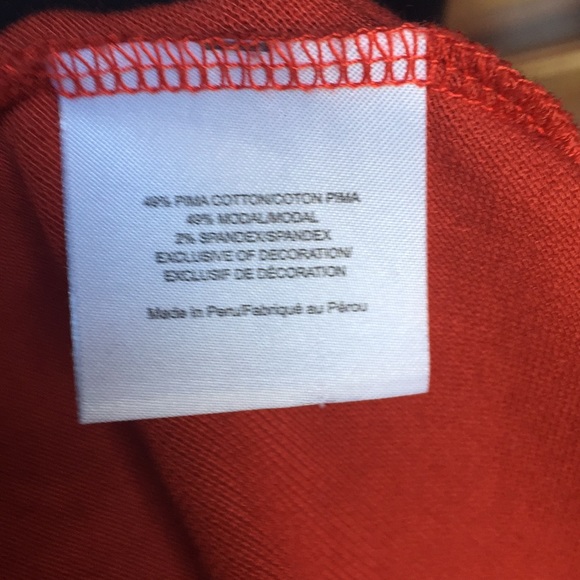 49% PIMA COTTON/COTON PIMA
49% MODAL/MODAL
2% SPANDEX/SPANDEX
EXCLUSIVE OF DECORATION/
EXCLUSIF DE DÉCORATION
Made in Peru/Fabriqué au Pérou